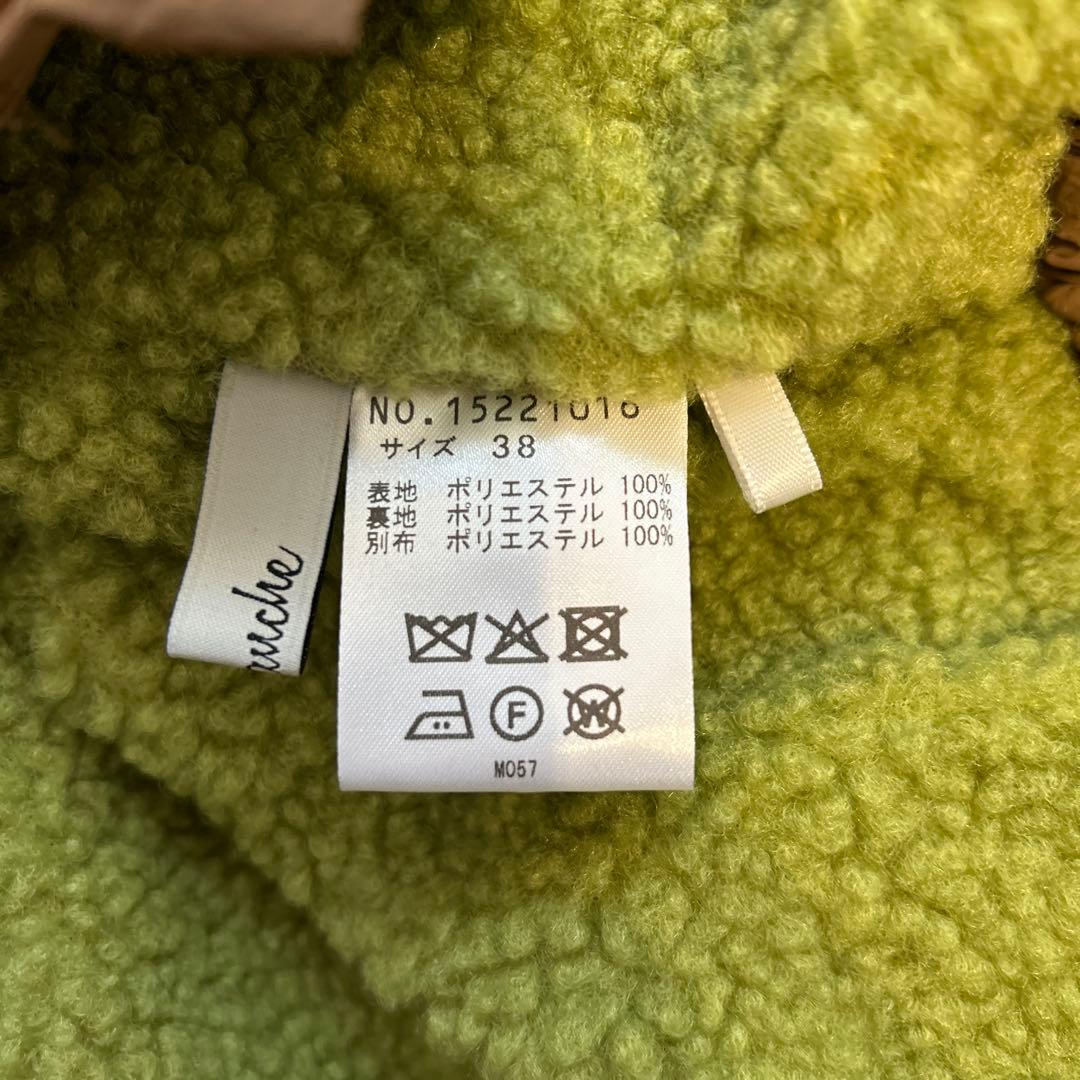 NO.15221016
サイズ 38
表地 ポリエステル 100%
裏地 ポリエステル 100%
別布 ポリエステル 100%
F
W
M057